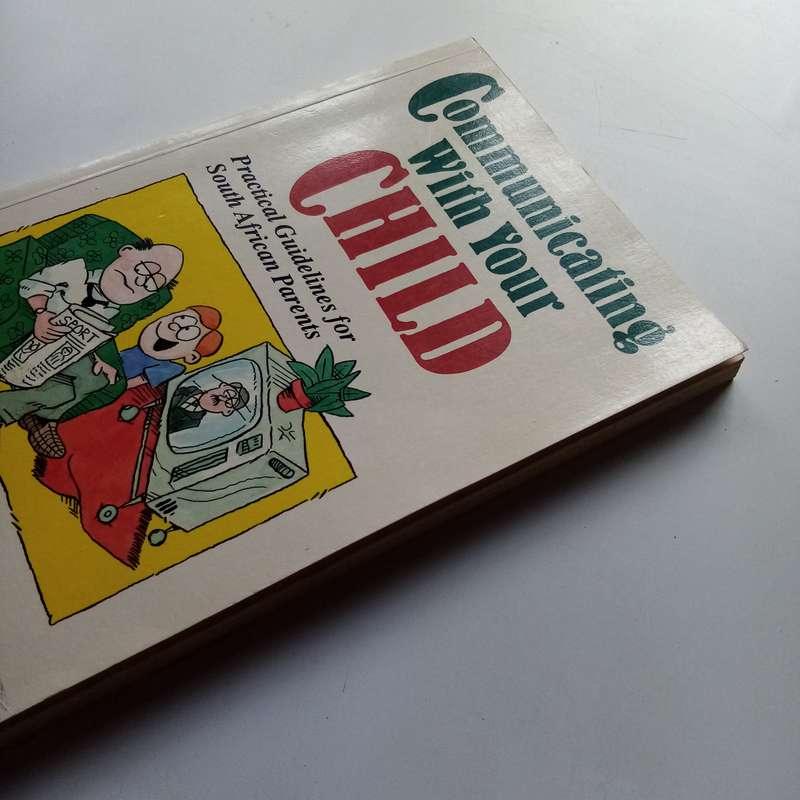 Communicating
With Your
CHILD
Practical Guidelines for
South African Parents
SPORT